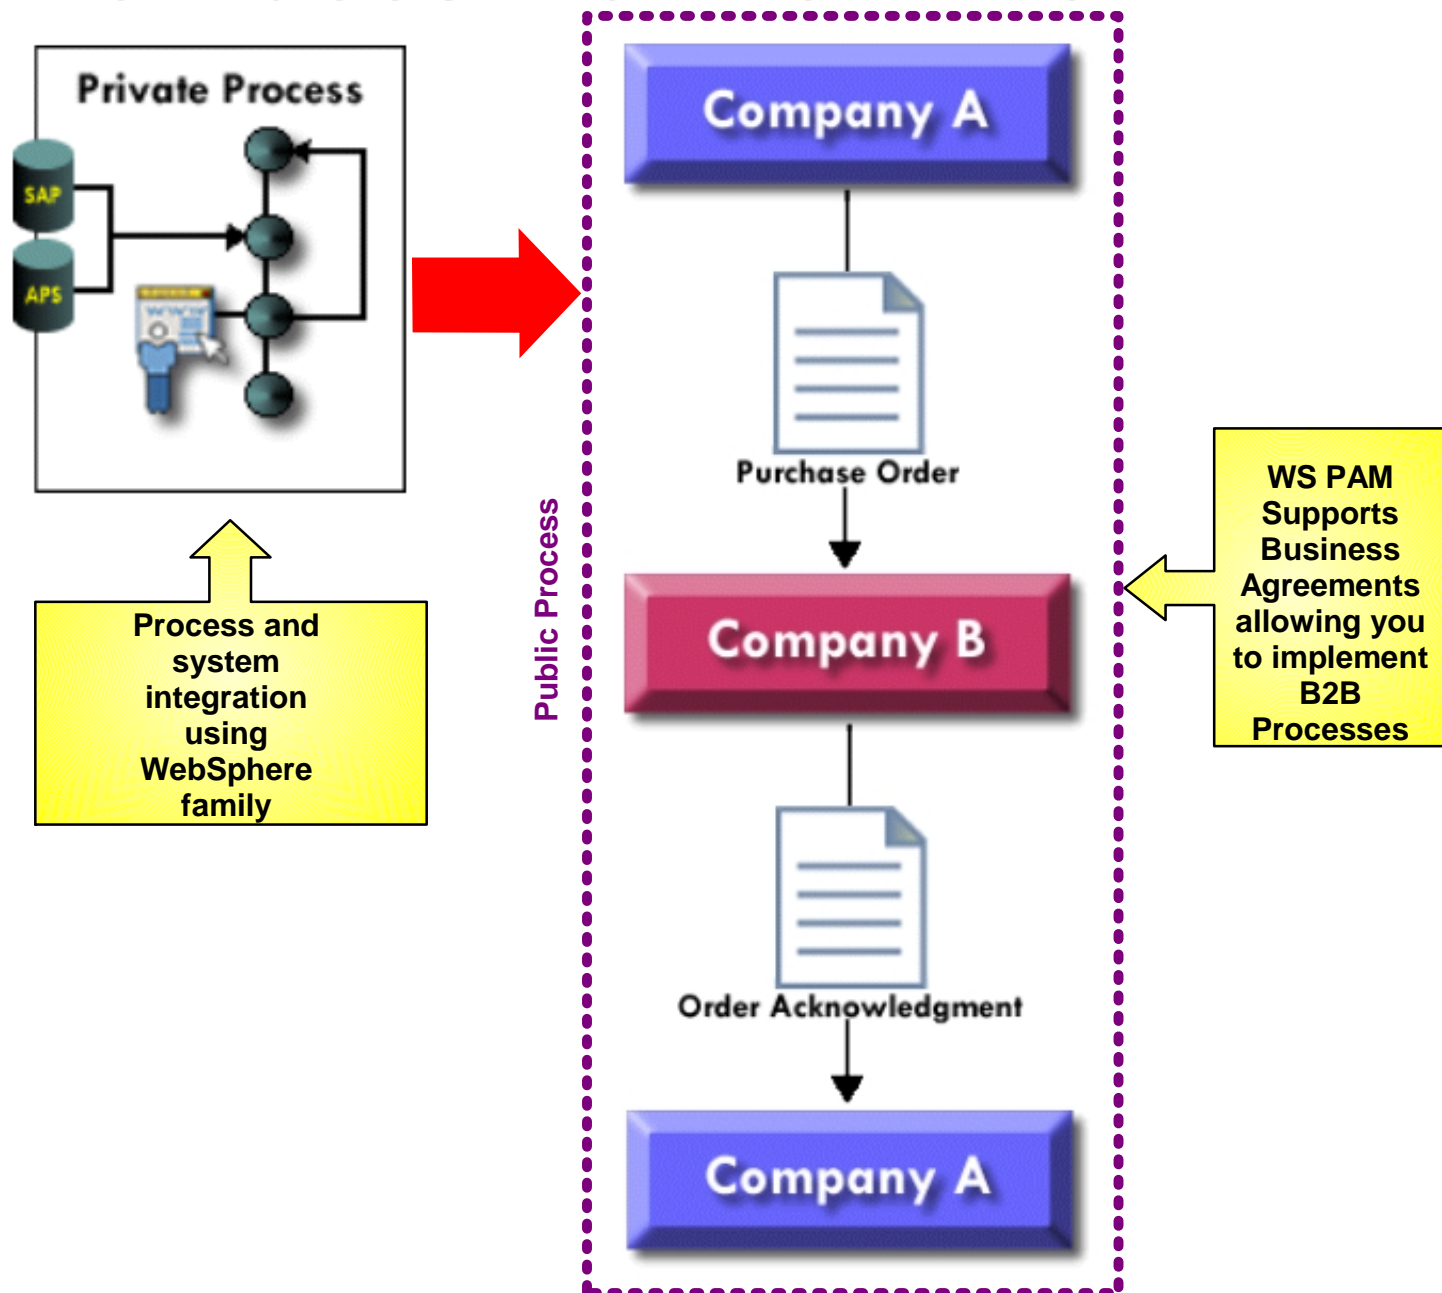 Private Process
SAP
APS
WWW
Process and
system
integration
using
WebSphere
family
Public Process
Company A
Purchase Order
Company B
Order Acknowledgment
Company A
WS PAM
Supports
Business
Agreements
allowing you
to implement
B2B
Processes